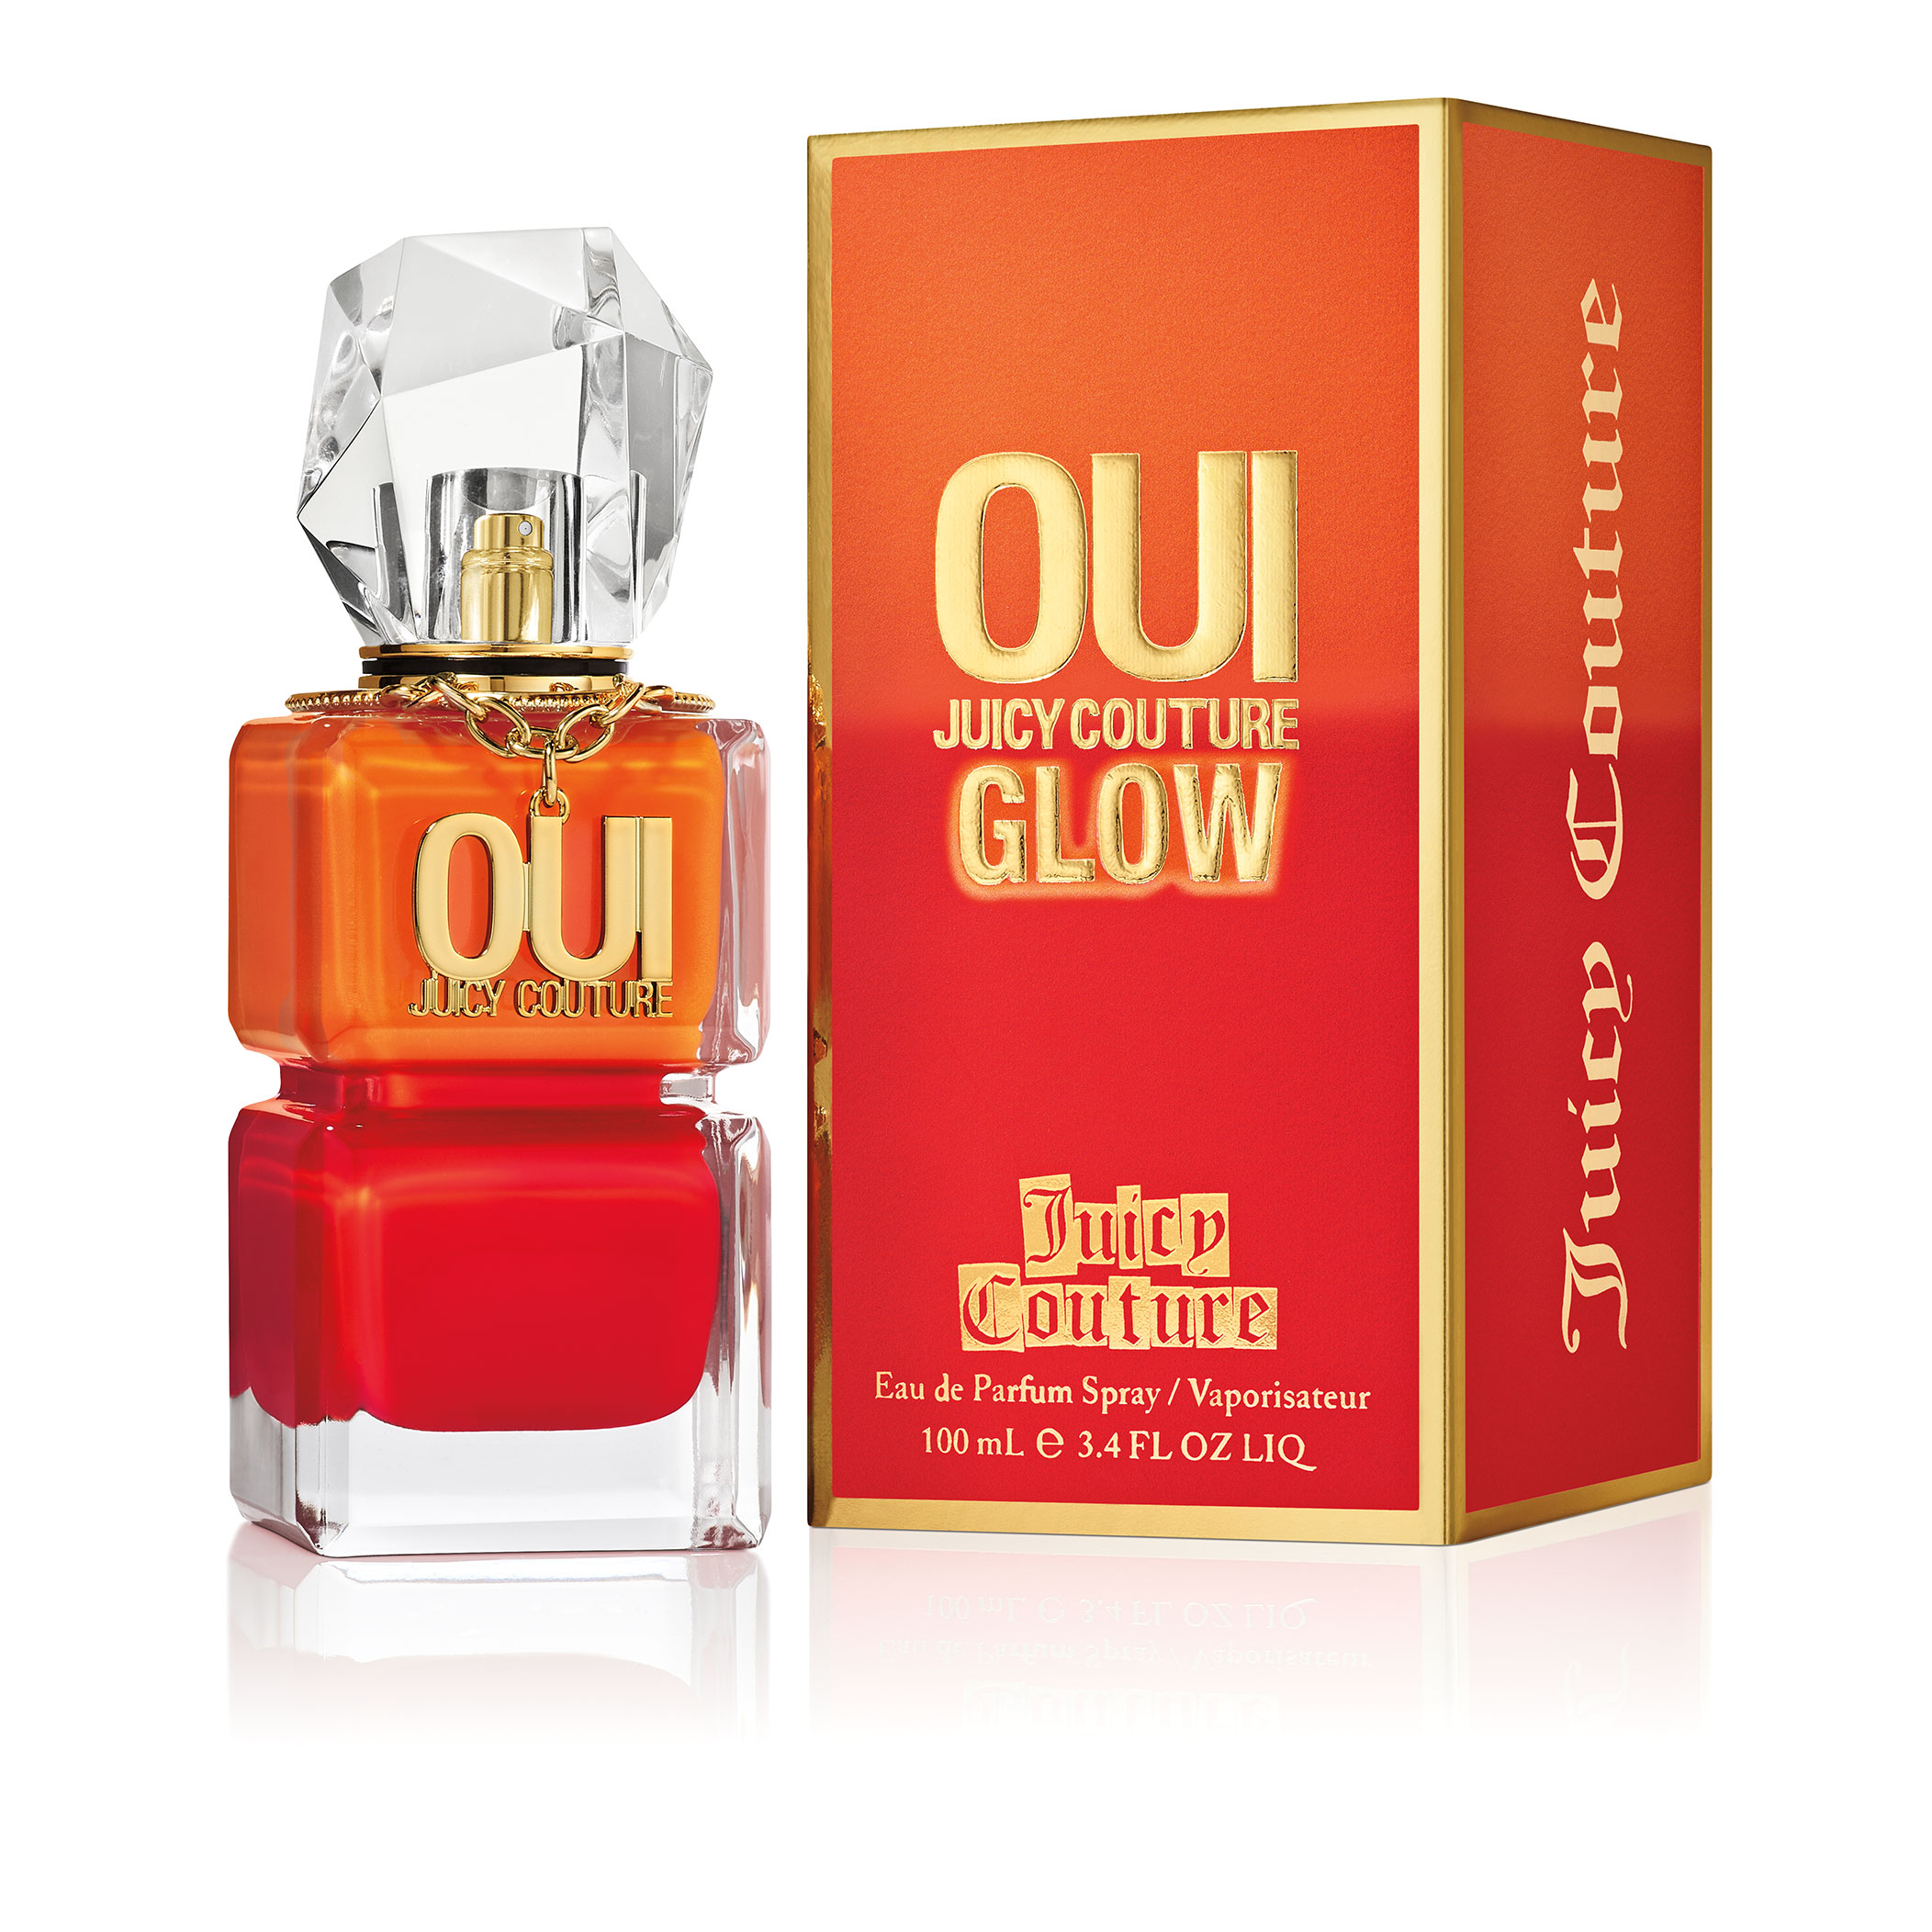 OUI
JUICY COUTURE
OUI
JUICY COUTURE
GLOW
Juicy
Couture
Eau de Parfum Spray / Vaporisateur
100 mL ℮ 3.4 FL OZ LIQ
Juicy Couture